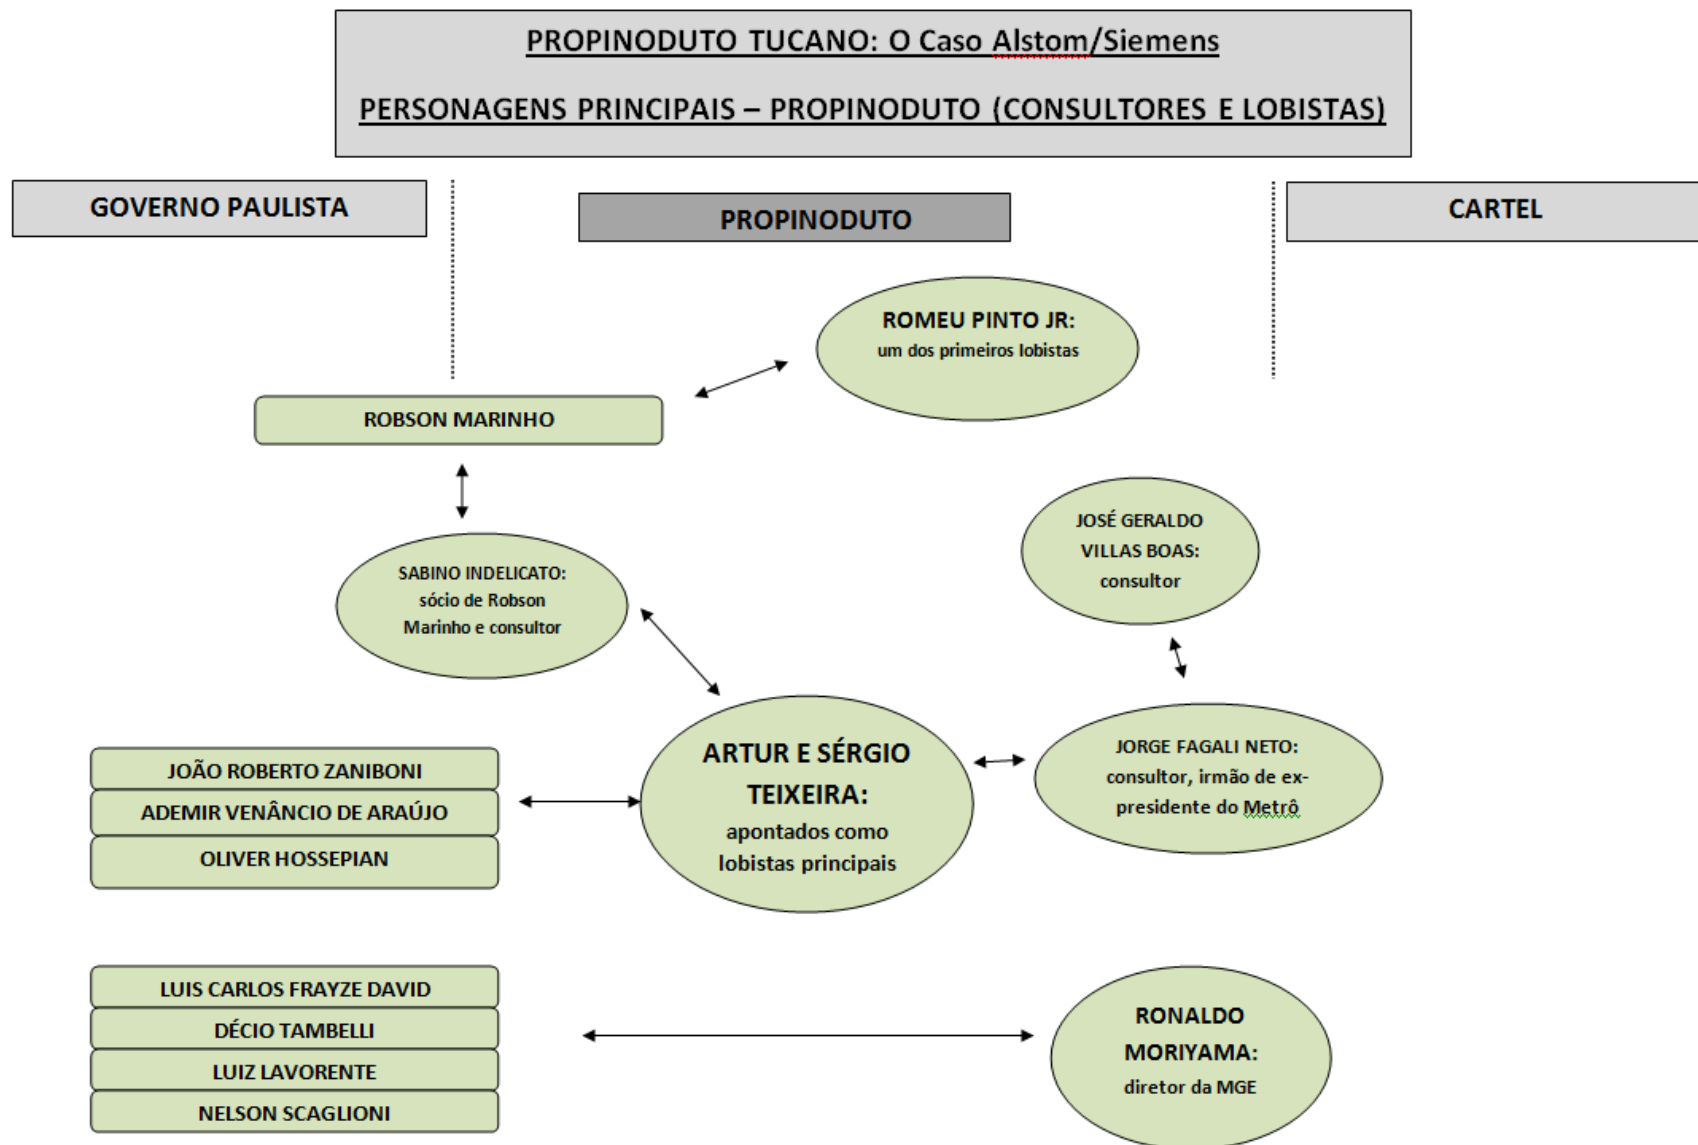 PROPINODUTO TUCANO: O Caso Alstom/Siemens
PERSONAGENS PRINCIPAIS – PROPINODUTO (CONSULTORES E LOBISTAS)
GOVERNO PAULISTA
PROPINODUTO
CARTEL
ROMEU PINTO JR:
um dos primeiros lobistas
ROBSON MARINHO
JOSÉ GERALDO
VILLAS BOAS:
consultor
SABINO INDELICATO:
sócio de Robson
Marinho e consultor
ARTUR E SÉRGIO
TEIXEIRA:
apontados como
lobistas principais
JORGE FAGALI NETO:
consultor, irmão de ex-
presidente do Metrô
JOÃO ROBERTO ZANIBONI
ADEMIR VENÂNCIO DE ARAÚJO
OLIVER HOSSEPIAN
LUIS CARLOS FRAYZE DAVID
DÉCIO TAMBELLI
LUIZ LAVORENTE
NELSON SCAGLIONI
RONALDO
MORIYAMA:
diretor da MGE